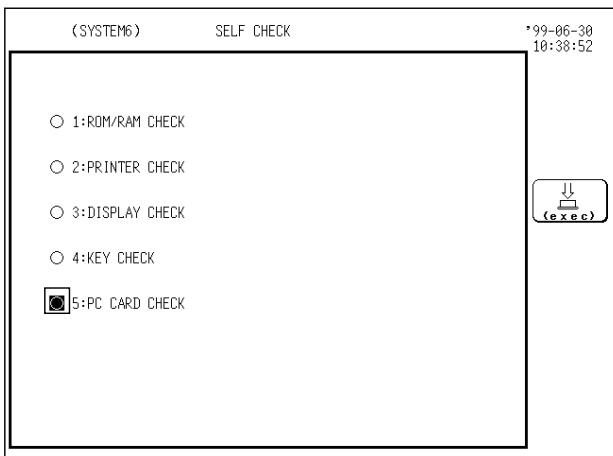 (SYSTEM6) SELF CHECK '99-06-30
10:38:52
1:ROM/RAM CHECK
2:PRINTER CHECK
3:DISPLAY CHECK
(exec)
4:KEY CHECK
5:PC CARD CHECK